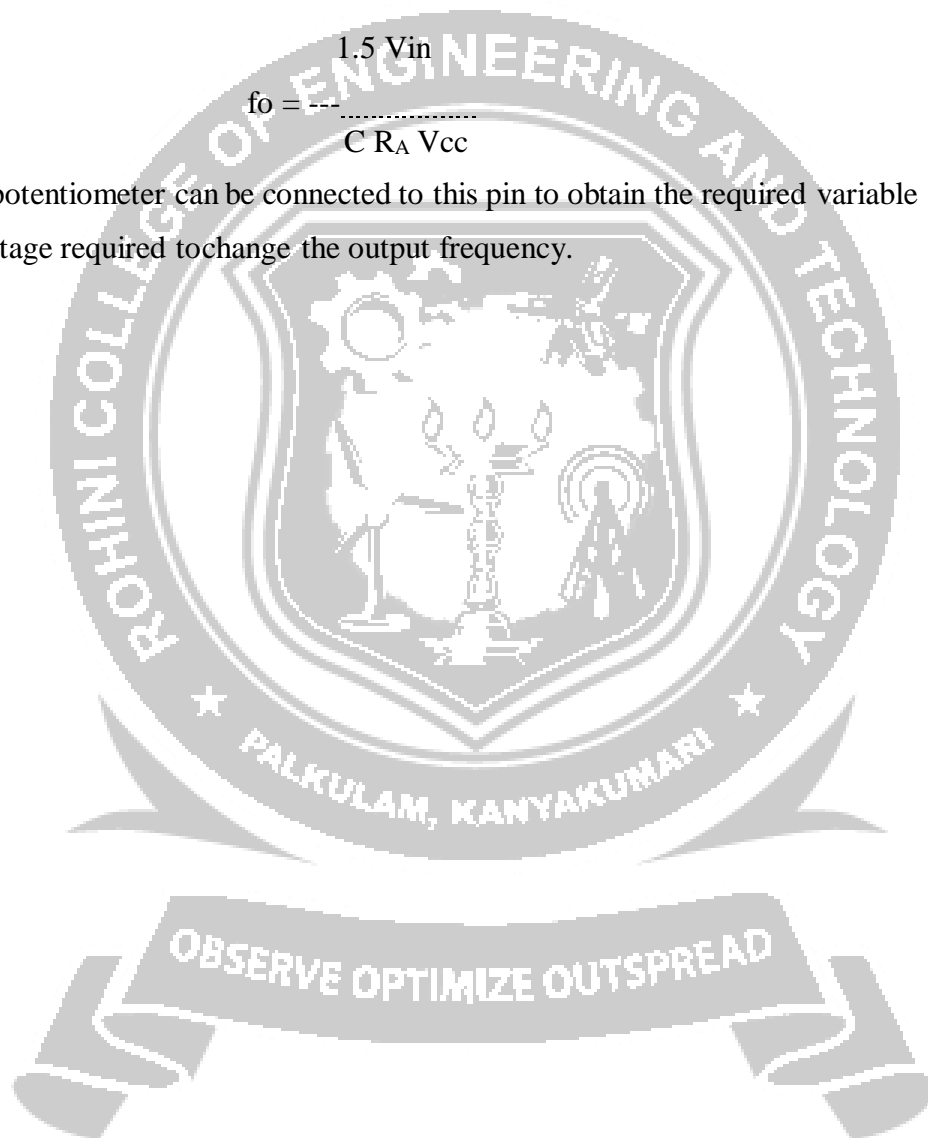 1.5 Vin
fo = ---
C RA Vcc
potentiometer can be connected to this pin to obtain the required variable
tage required tochange the output frequency.
ROHINI COLLEGE OF ENGINEERING AND TECHNOLOGY
PALKULAM, KANYAKUMARI
OBSERVE OPTIMIZE OUTSPREAD